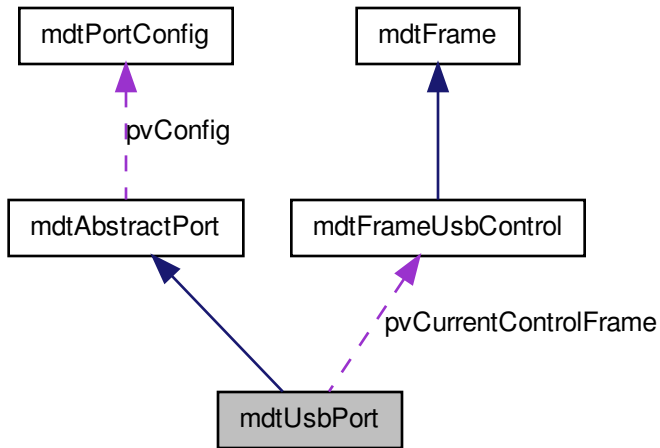 mdtPortConfig
mdtFrame
pvConfig
mdtAbstractPort
mdtFrameUsbControl
pvCurrentControlFrame
mdtUsbPort